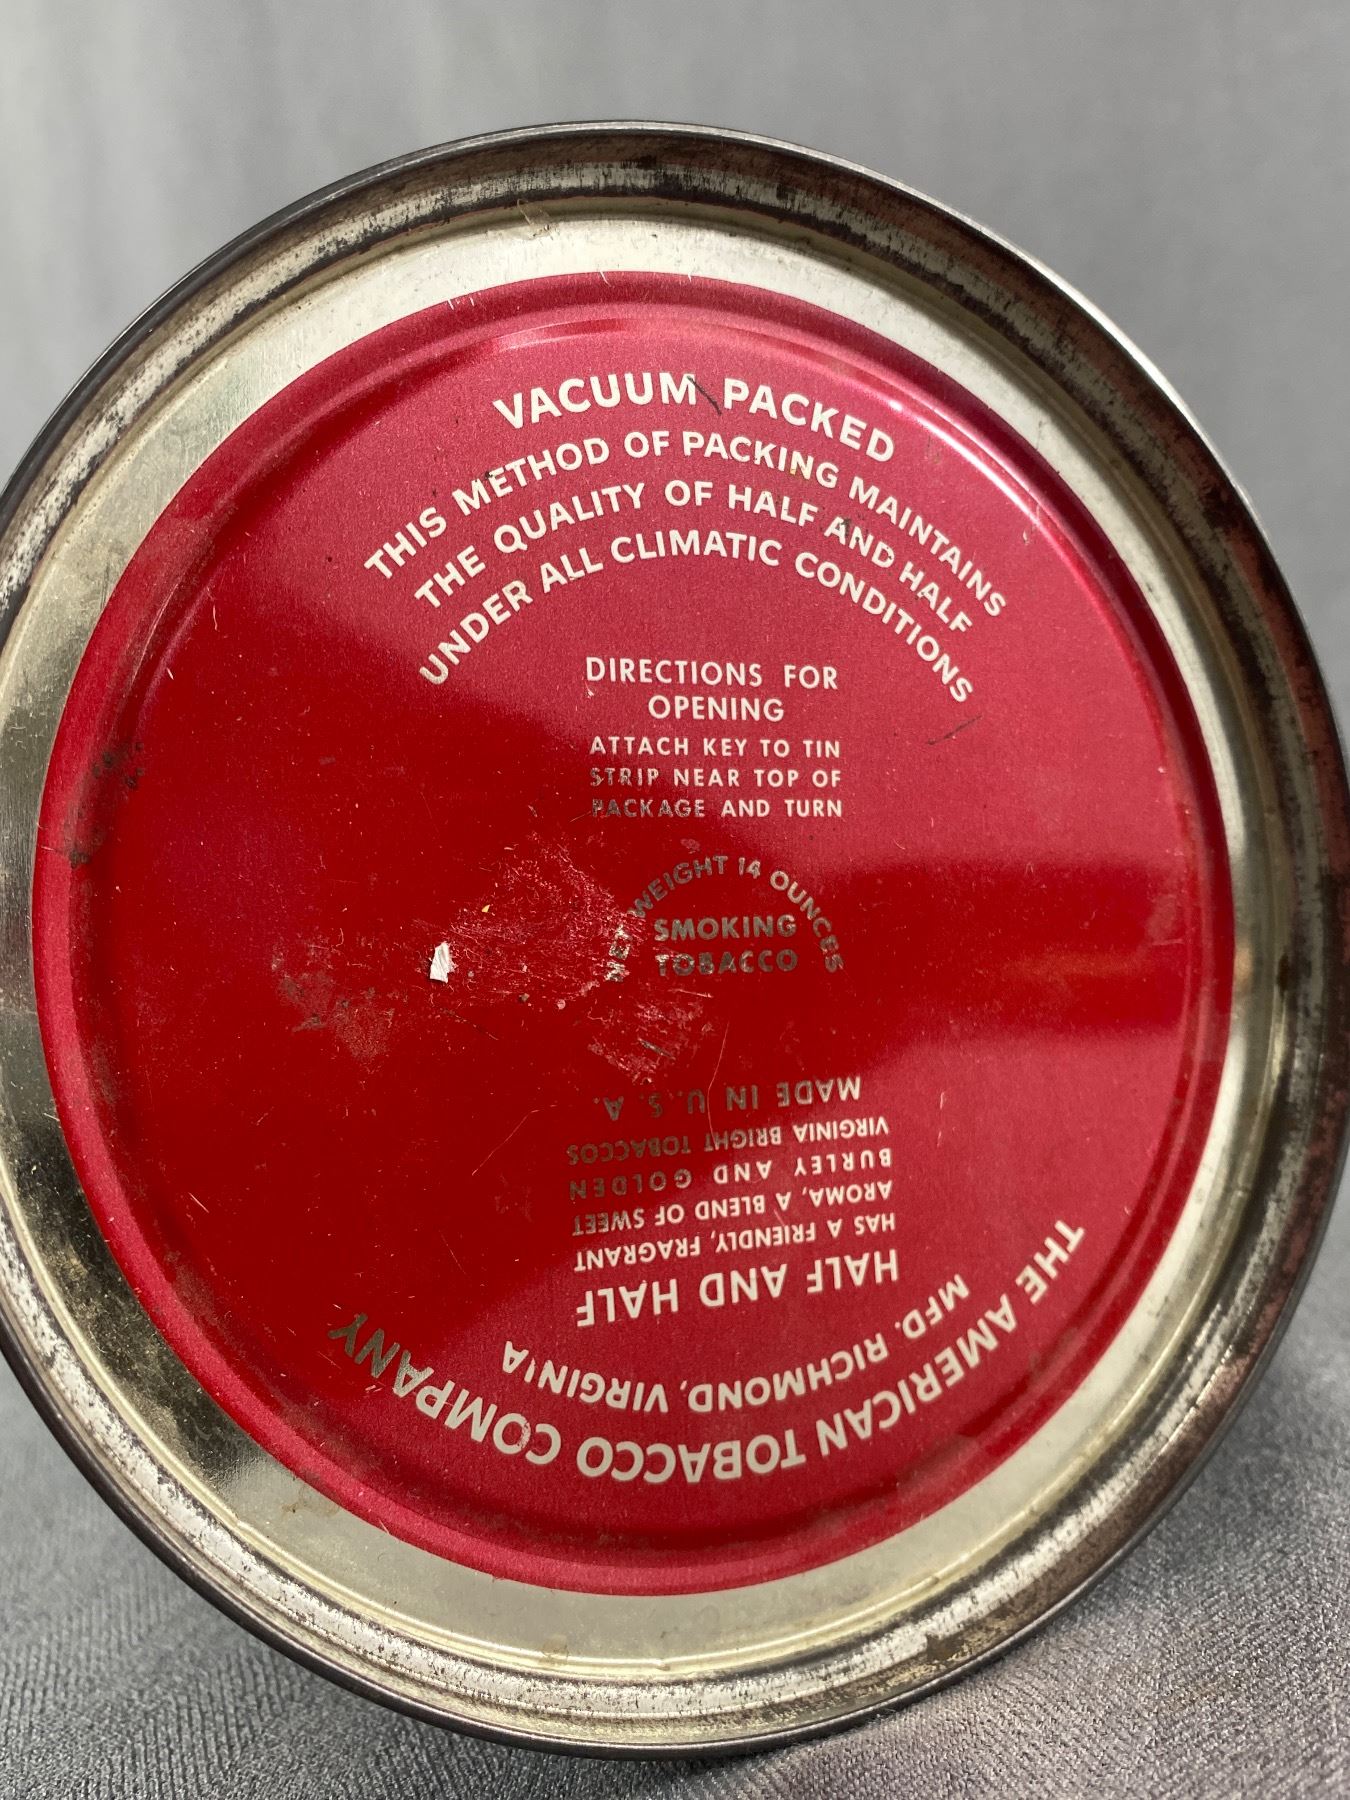 VACUUM PACKED
THIS METHOD OF PACKING MAINTAINS
THE QUALITY OF HALF AND HALF
UNDER ALL CLIMATIC CONDITIONS
DIRECTIONS FOR
OPENING
ATTACH KEY TO TIN
STRIP NEAR TOP OF
PACKAGE AND TURN
NET WEIGHT 14 OUNCES
SMOKING
TOBACCO
HALF AND HALF
HAS A FRIENDLY, FRAGRANT
AROMA, A BLEND OF SWEET
BURLEY AND GOLDEN
VIRGINIA BRIGHT TOBACCOS
MADE IN U. S. A.
MFD. RICHMOND, VIRGINIA
THE AMERICAN TOBACCO COMPANY